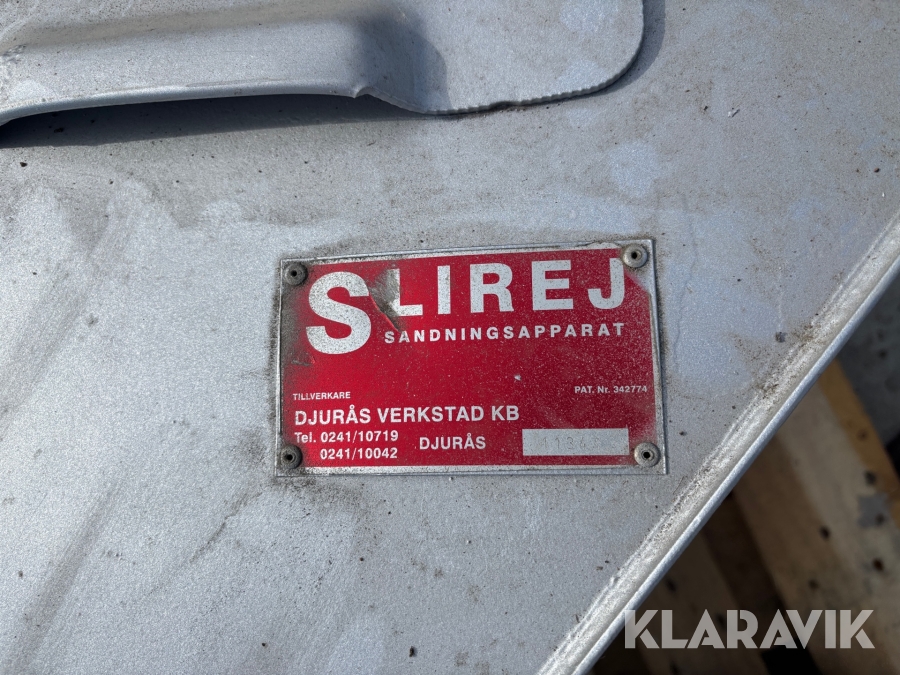 SLIREJ
SANDNINGSAPPARAT
TILLVERKARE
PAT. Nr. 342774
DJURÅS VERKSTAD KB
Tel. 0241/10719
0241/10042
DJURÅS
KLARAVIK